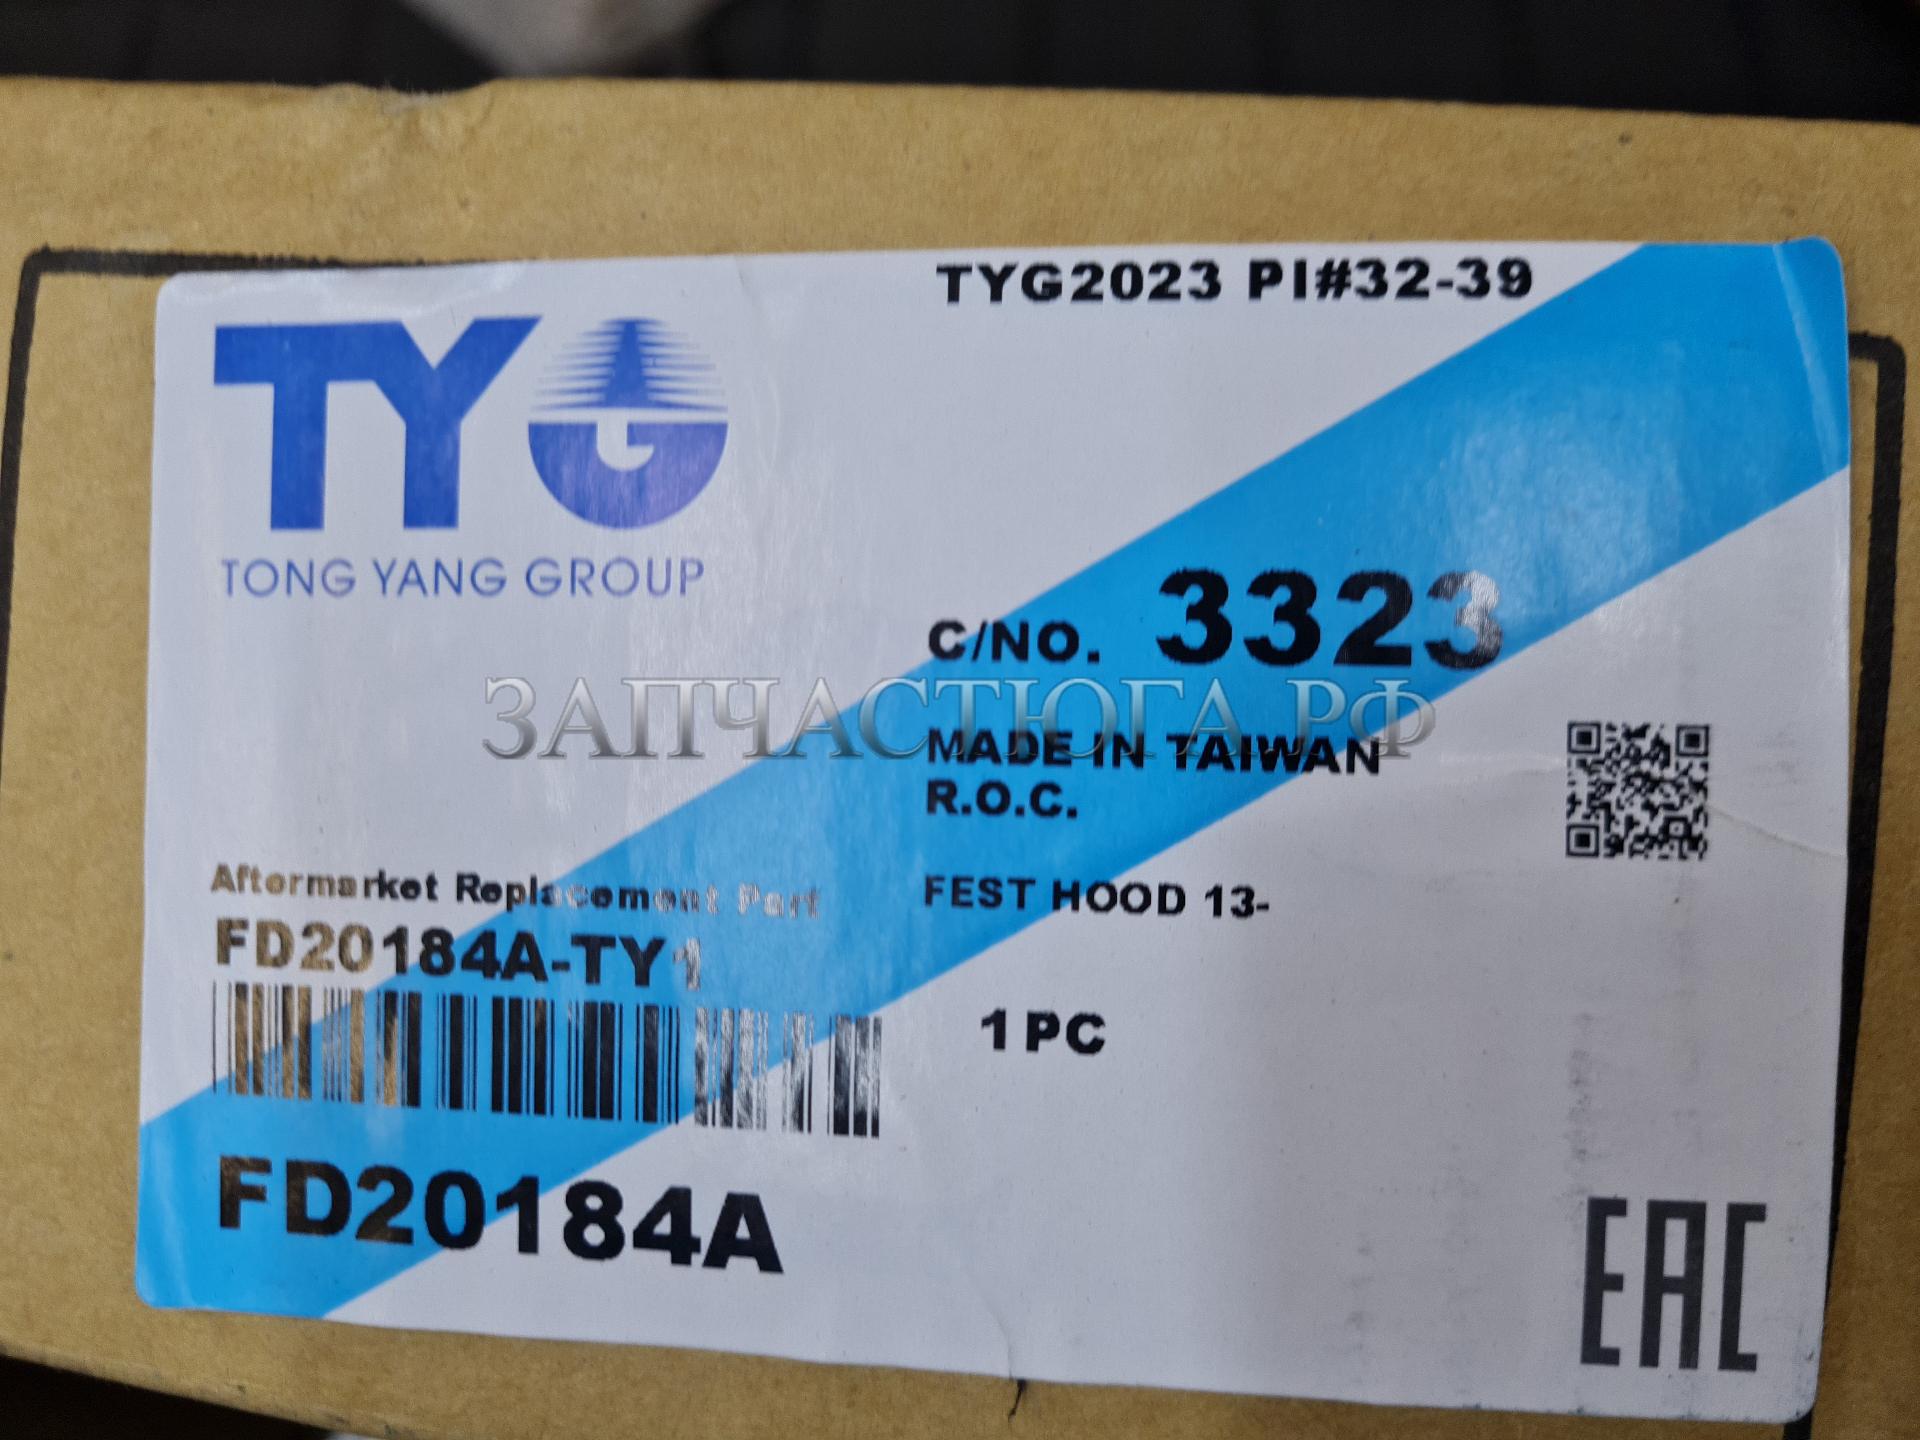 TYG2023 PI#32-39
TYG
TONG YANG GROUP
C/NO. 3323
ЗАПЧАСТЮГА.РФ
MADE IN TAIWAN
R.O.C.
Aftermarket Replacement Part
FEST HOOD 13-
FD20184A-TY1
1PC
FD20184A
EAC